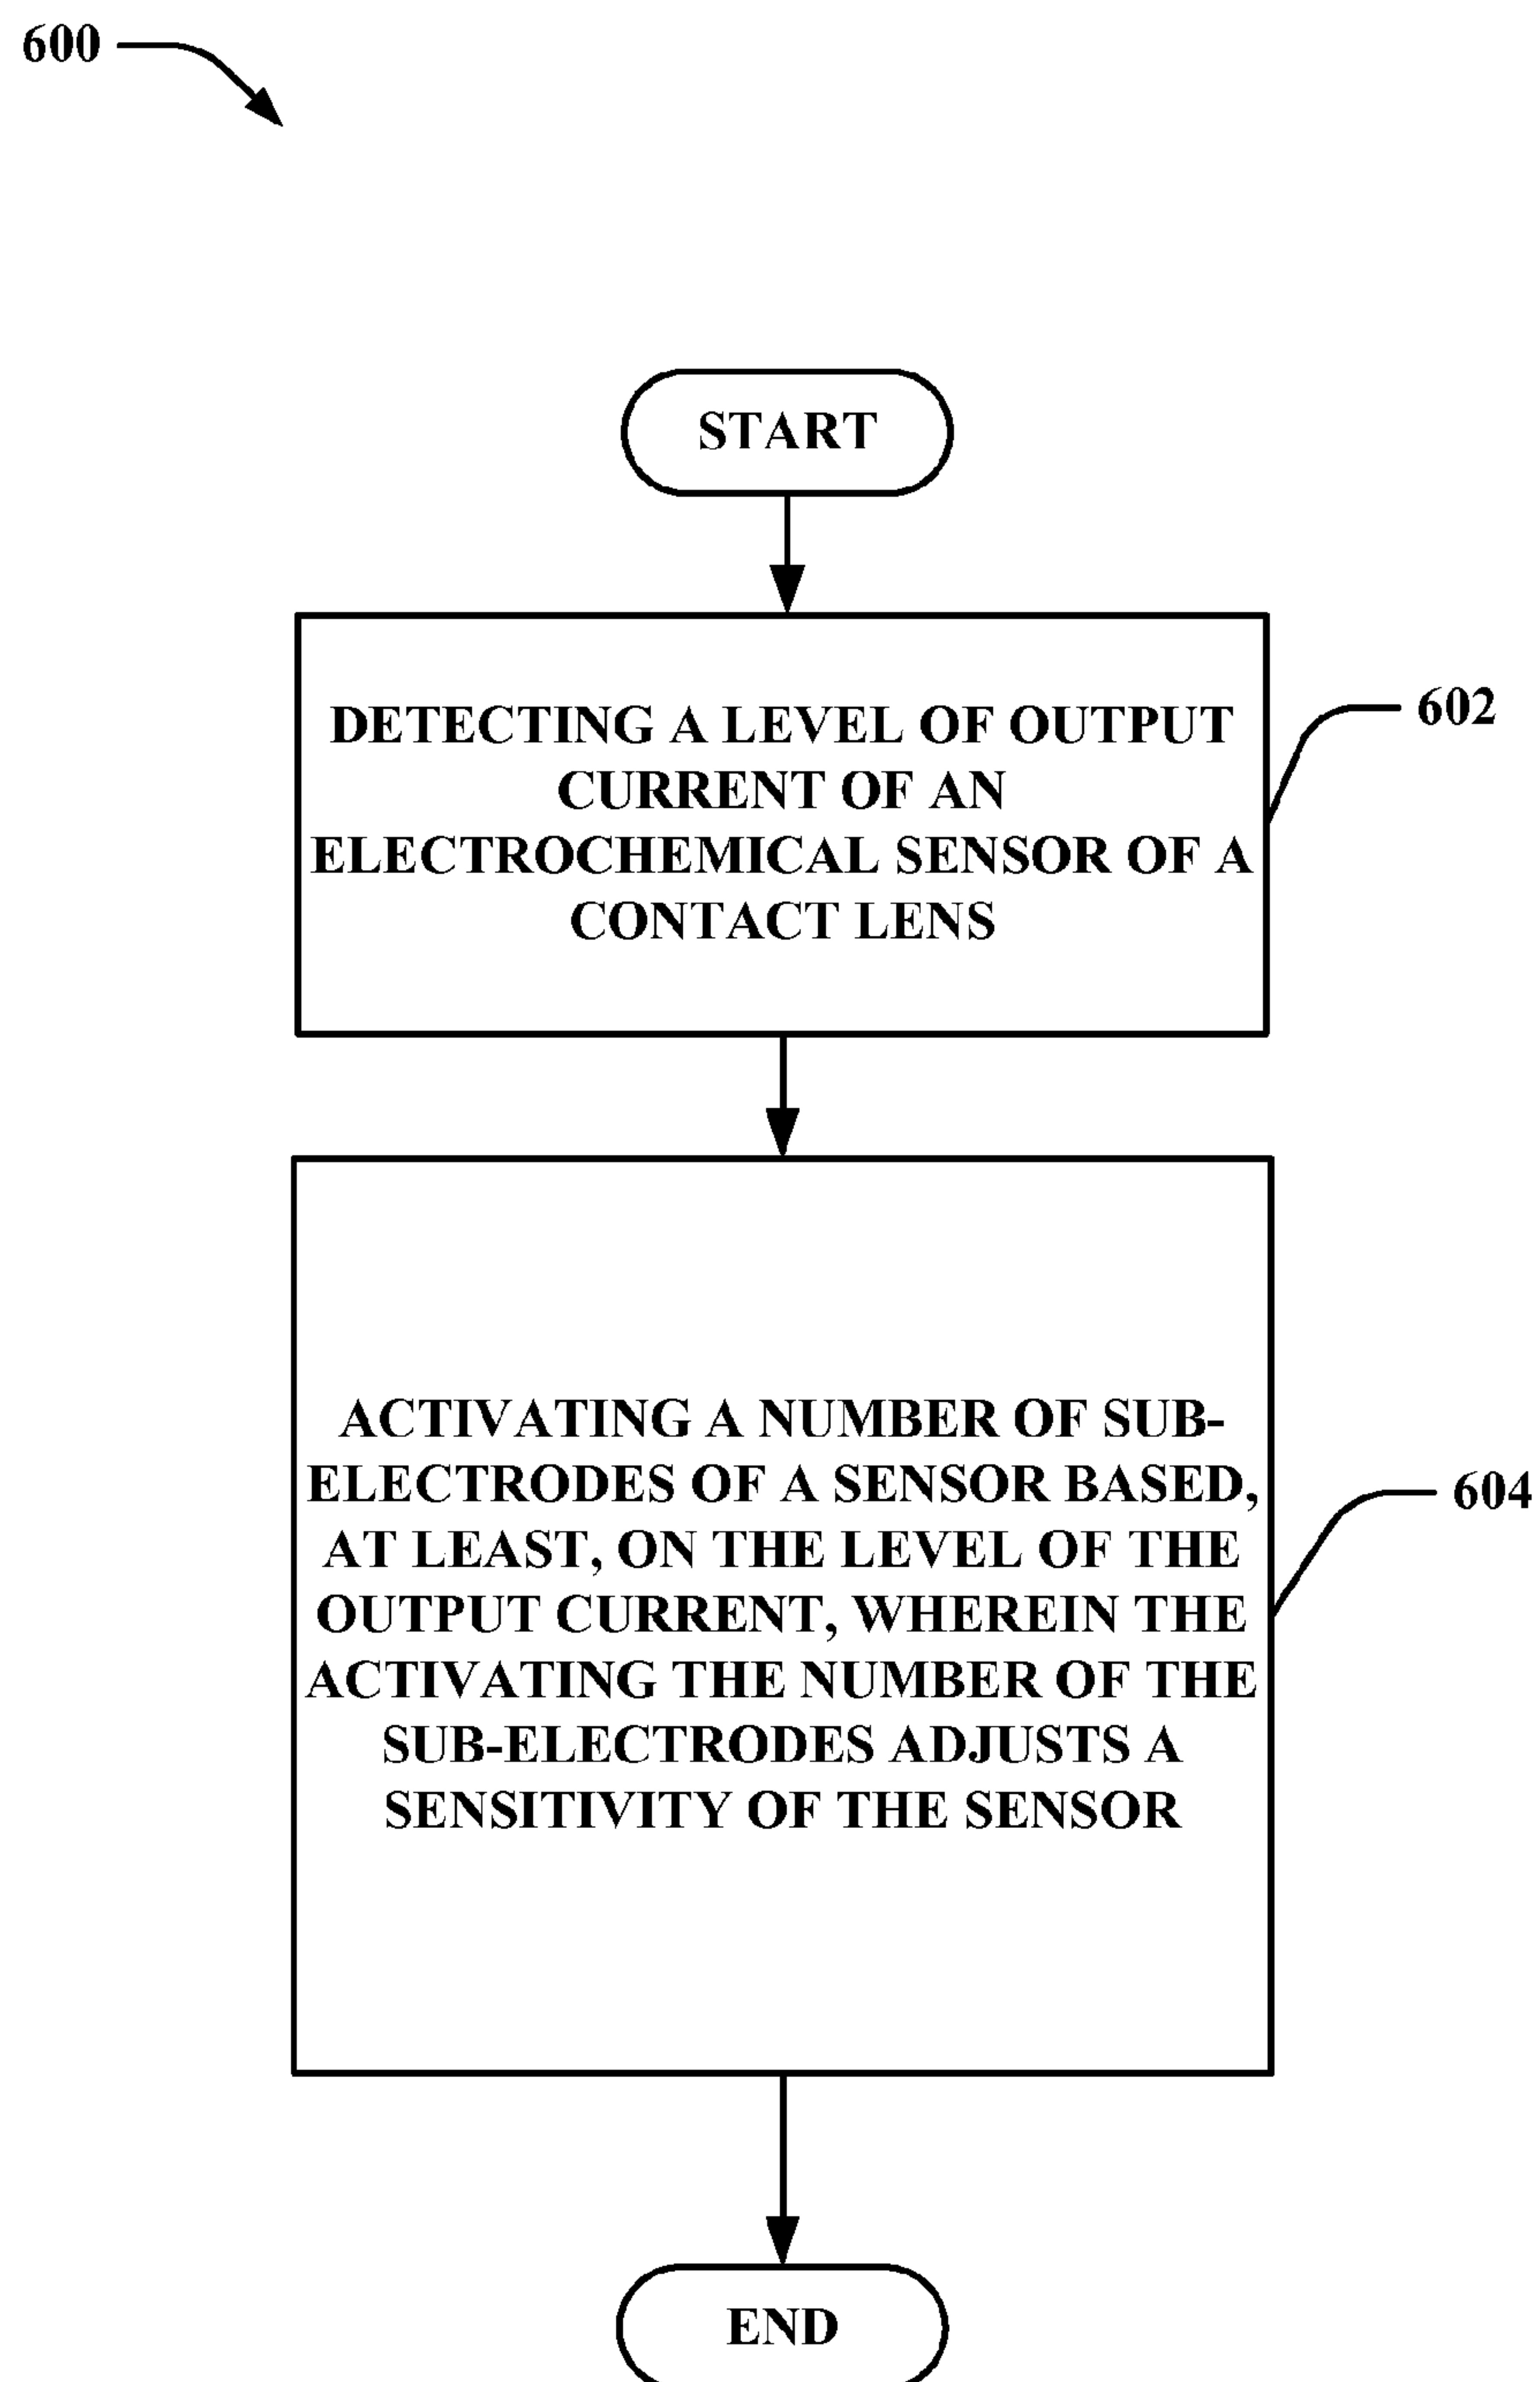 600
START
DETECTING A LEVEL OF OUTPUT
CURRENT OF AN
ELECTROCHEMICAL SENSOR OF A
CONTACT LENS
602
ACTIVATING A NUMBER OF SUB-
ELECTRODES OF A SENSOR BASED,
AT LEAST, ON THE LEVEL OF THE
OUTPUT CURRENT, WHEREIN THE
ACTIVATING THE NUMBER OF THE
SUB-ELECTRODES ADJUSTS A
SENSITIVITY OF THE SENSOR
604
END